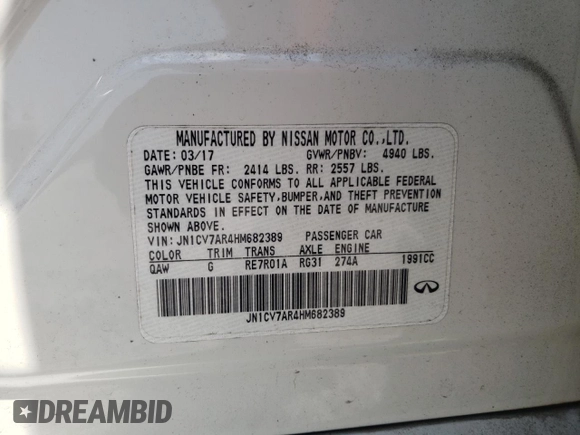 MANUFACTURED BY NISSAN MOTOR CO.,LTD.
DATE: 03/17 GVWR/PNBV: 4940 LBS.
GAWR/PNBE FR: 2414 LBS. RR: 2557 LBS.
THIS VEHICLE CONFORMS TO ALL APPLICABLE FEDERAL
MOTOR VEHICLE SAFETY,BUMPER,AND THEFT PREVENTION
STANDARDS IN EFFECT ON THE DATE OF MANUFACTURE
SHOWN ABOVE.
VIN: JN1CV7AR4HM682389 PASSENGER CAR
COLOR TRIM TRANS AXLE ENGINE
QAW G RE7R01A RG31 274A 1991CC
JN1CV7AR4HM682389
DREAMBID